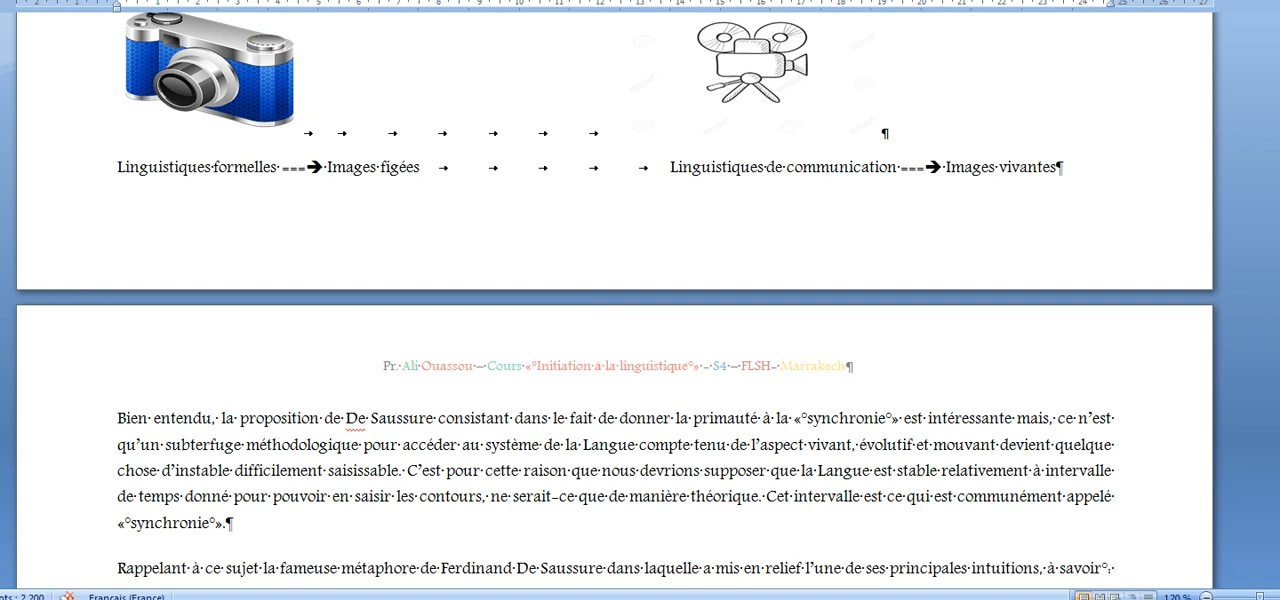 Linguistiques formelles ===➔ Images figées Linguistiques de communication ===➔ Images vivantes
Pr. Ali Ouassou – Cours «°Initiation à la linguistique°» - S4 – FLSH- Marrakech
Bien entendu, la proposition de De Saussure consistant dans le fait de donner la primauté à la «°synchronie°» est intéressante mais, ce n'est
qu'un subterfuge méthodologique pour accéder au système de la Langue compte tenu de l'aspect vivant, évolutif et mouvant devient quelque
chose d'instable difficilement saisissable. C'est pour cette raison que nous devrions supposer que la Langue est stable relativement à intervalle
de temps donné pour pouvoir en saisir les contours, ne serait-ce que de manière théorique. Cet intervalle est ce qui est communément appelé
«°synchronie°».
Rappelant à ce sujet la fameuse métaphore de Ferdinand De Saussure dans laquelle a mis en relief l'une de ses principales intuitions, à savoir°:
: 2 200 Français (France) 120 %